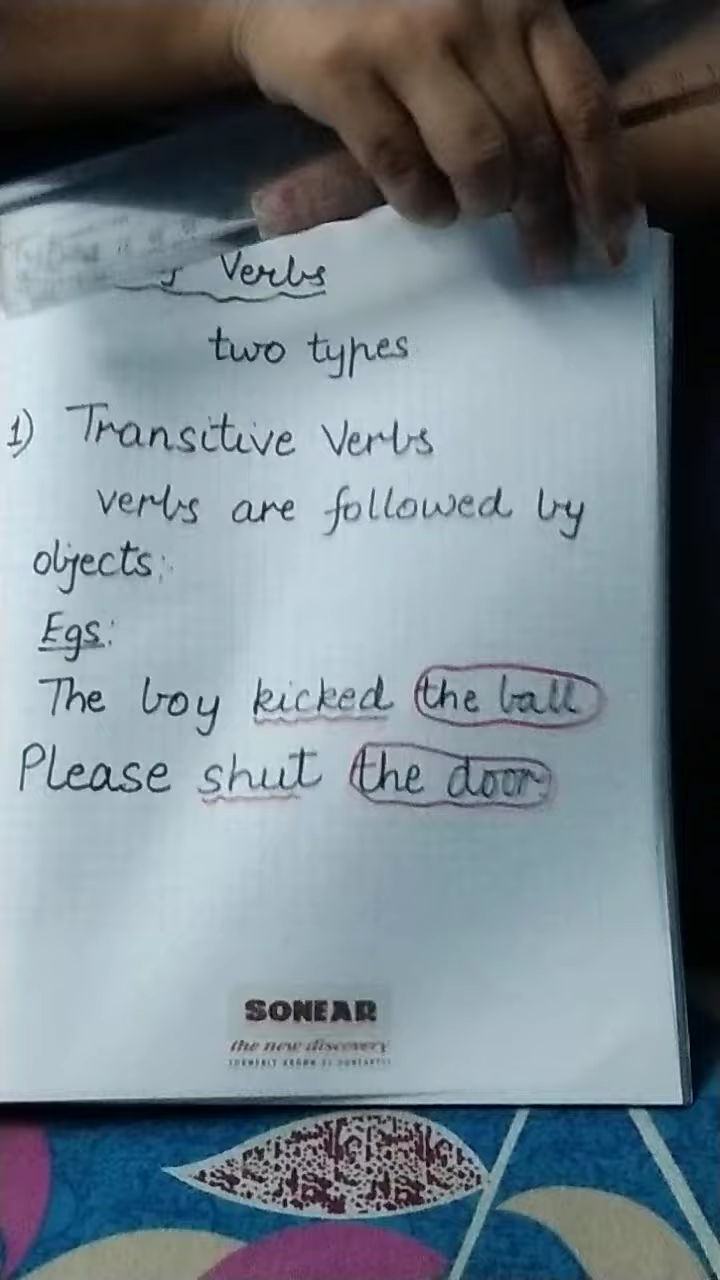 Verbs
two types
1) Transitive Verbs
verbs are followed by
objects:
Egs:
The boy kicked the ball
Please shut the door.
SONEAR
the new discovery